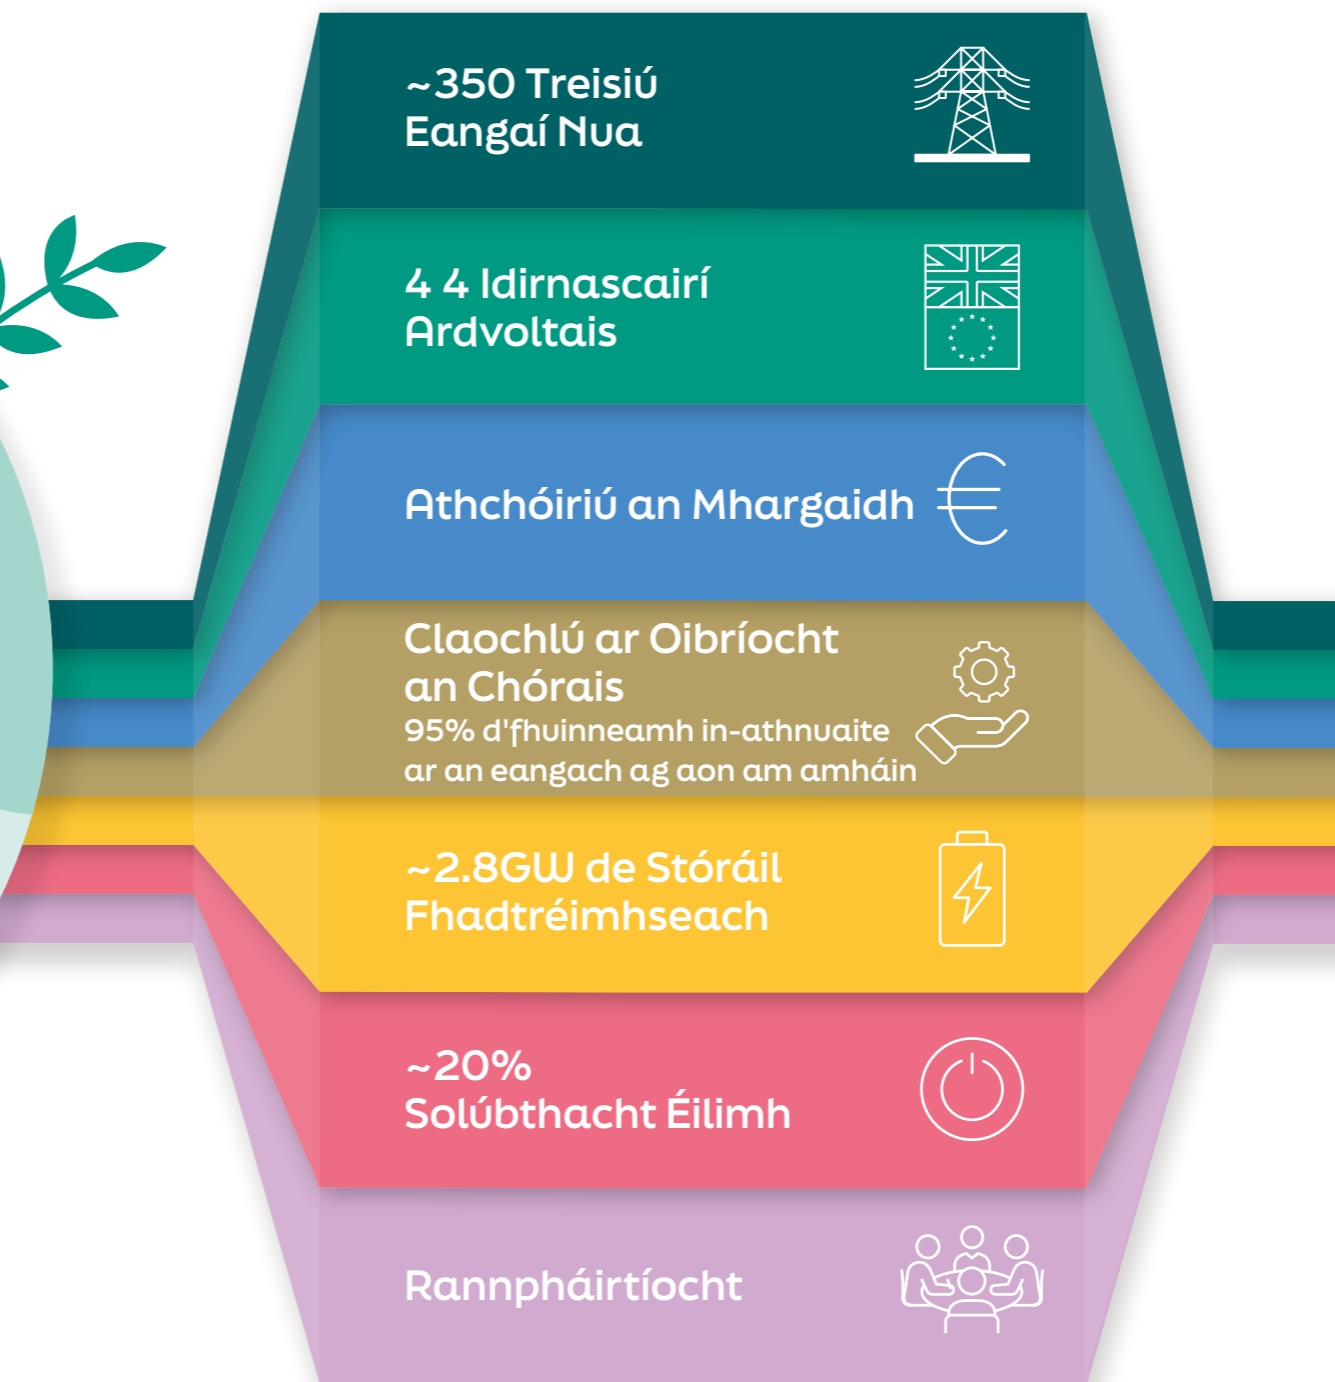 ~350 Treisiú
Eangaí Nua
4 4 Idirnascairí
Ardvoltais
Athchóiriú an Mhargaidh
Claochlú ar Oibríocht
an Chórais
95% d'fhuinneamh in-athnuaite
ar an eangach ag aon am amháin
~2.8GW de Stóráil
Fhadtréimhseach
~20%
Solúbthacht Éilimh
Rannpháirtíocht